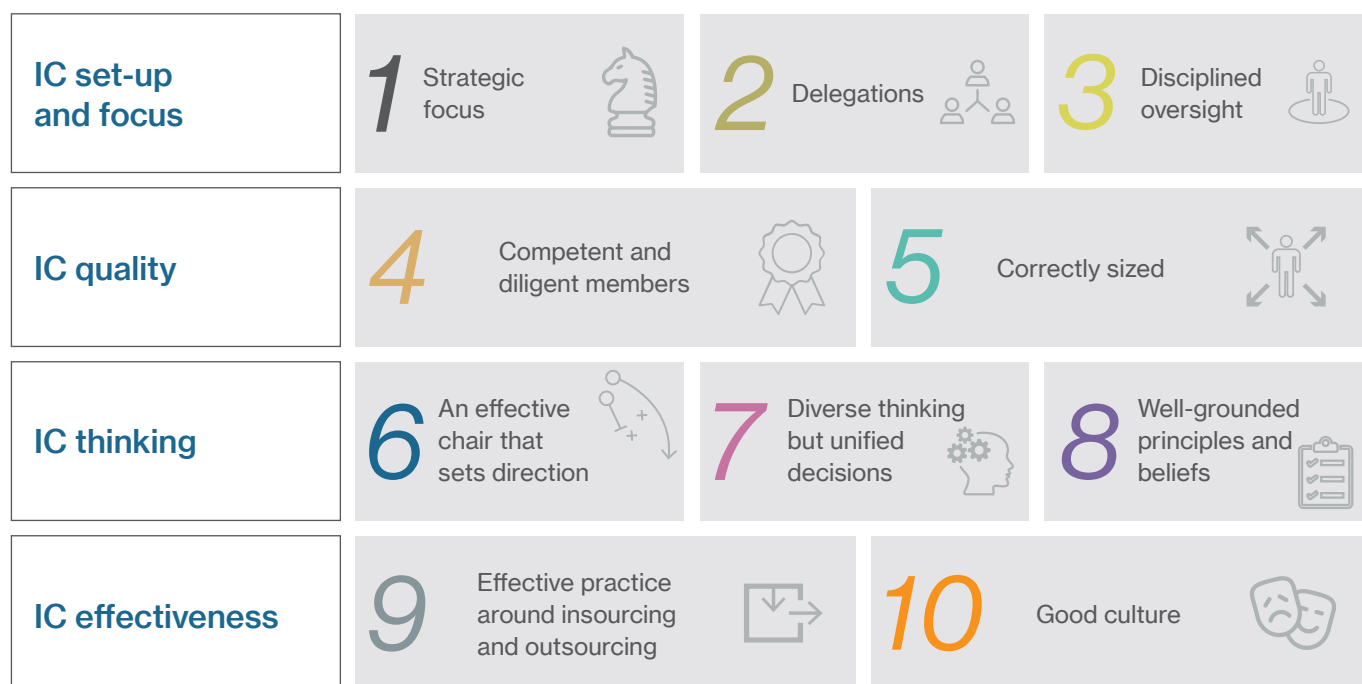 IC set-up
and focus
1
Strategic
focus
2
Delegations
3
Disciplined
oversight
IC quality
4
Competent and
diligent members
5
Correctly sized
IC thinking
6
An effective
chair that
sets direction
7
Diverse thinking
but unified
decisions
8
Well-grounded
principles and
beliefs
IC effectiveness
9
Effective practice
around insourcing
and outsourcing
10
Good culture